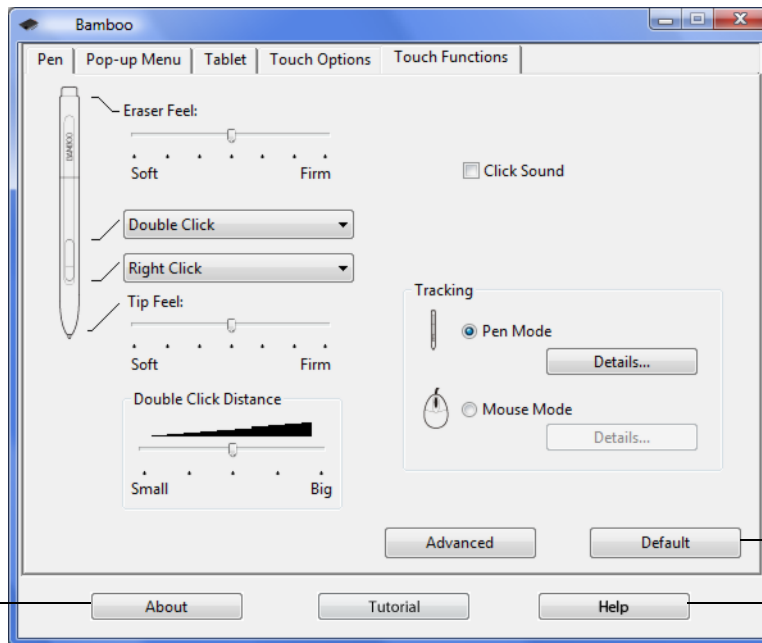 Bamboo
Pen Pop-up Menu Tablet Touch Options Touch Functions
Eraser Feel:
BAMBOO
Soft Firm
Click Sound
Double Click
Right Click
Tip Feel:
Soft Firm
Tracking
Pen Mode
Details...
Mouse Mode
Details...
Double Click Distance
Small Big
Advanced Default
About Tutorial Help